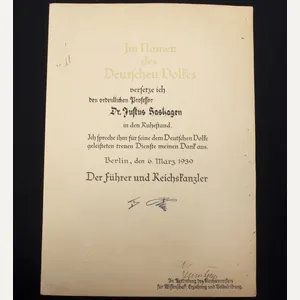 Im Namen
des
Deutschen Volkes
versetze ich
den ordentlichen Professor
Dr. Justus Hashagen
in den Ruhestand.
Ich spreche ihm für seine dem Deutschen Volke
geleisteten treuen Dienste meinen Dank aus.
Berlin, den 6. März 1939
Der Führer und Reichskanzler